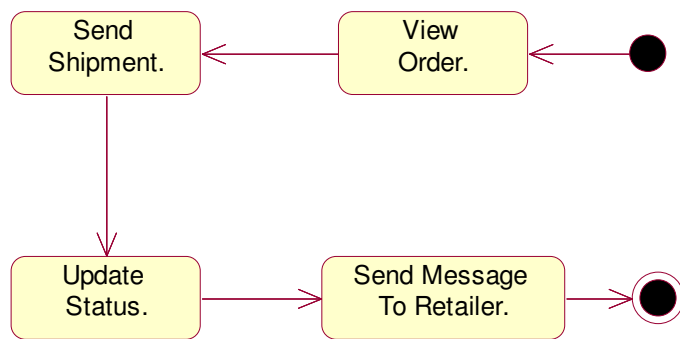 Send
Shipment.
View
Order.
Update
Status.
Send Message
To Retailer.